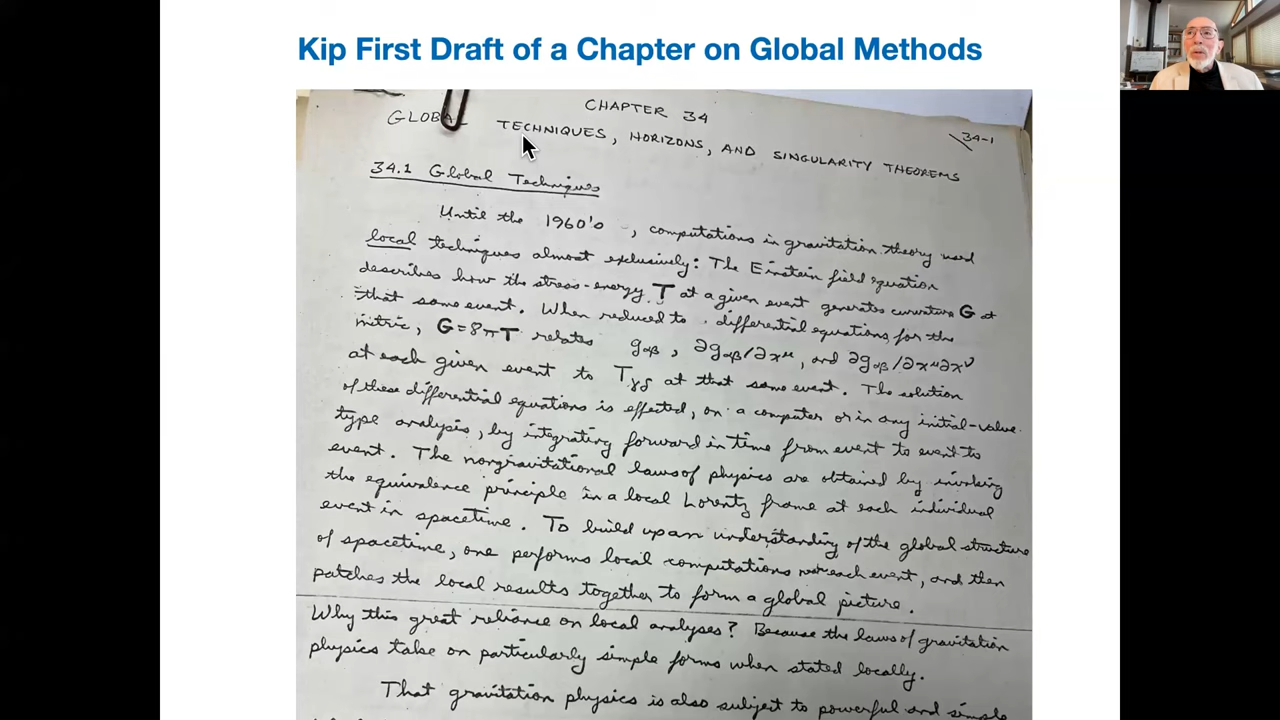 Kip First Draft of a Chapter on Global Methods
CHAPTER 34
34-1
GLOBAL TECHNIQUES, HORIZONS, AND SINGULARITY THEOREMS
34.1 Global Techniques
Until the 1960's, computations in gravitation theory used
local techniques almost exclusively: The Einstein field equation
describes how the stress-energy T at a given event generates curvature G at
that same event. When reduced to differential equations for the
metric, G=8πT relates gαβ, ∂gαβ/∂xμ, and ∂gαβ/∂xμ∂xν
at each given event to Tγδ at that same event. The solution
of these differential equations is effected, on a computer or in any initial-value
type analysis, by integrating forward in time from event to event to
event. The nongravitational laws of physics are obtained by invoking
the equivalence principle in a local Lorentz frame at each individual
event in spacetime. To build up an understanding of the global structure
of spacetime, one performs local computations near each event, and then
patches the local results together to form a global picture.
Why this great reliance on local analyses? Because the laws of gravitation
physics take on particularly simple forms when stated locally.
That gravitation physics is also subject to powerful and simple